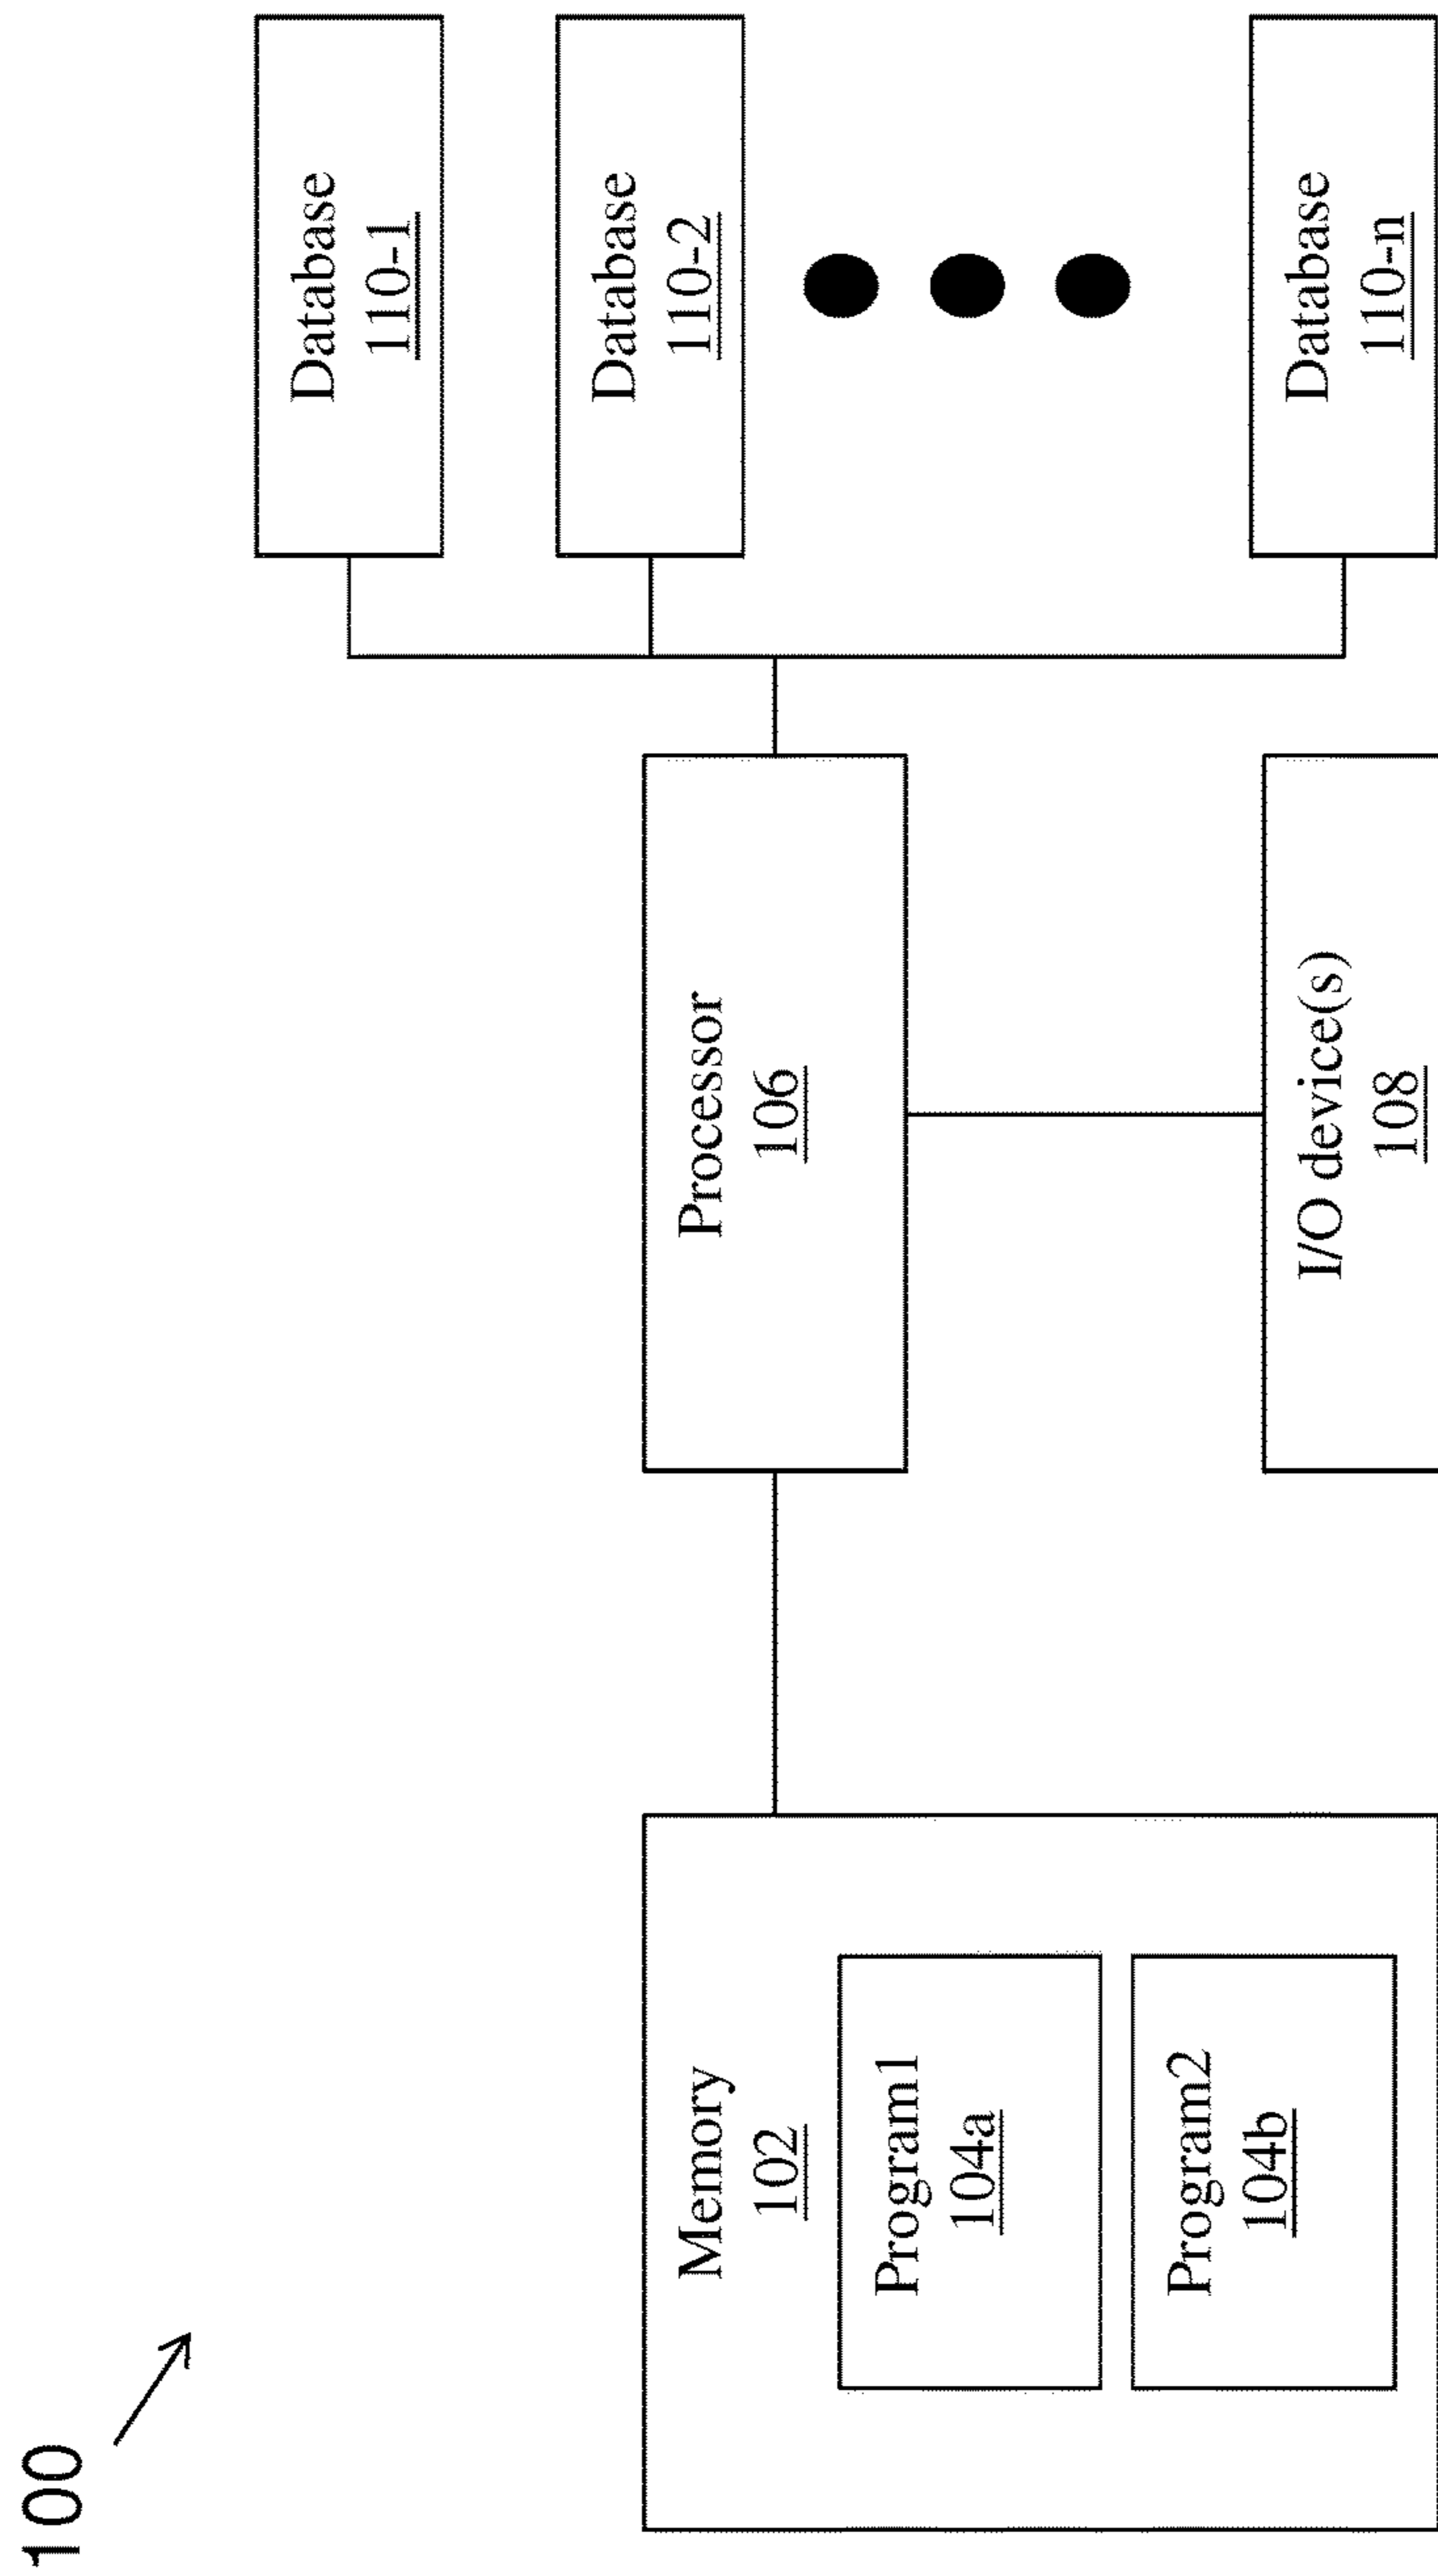 100
Memory
102
Program1
104a
Program2
104b
Processor
106
I/O device(s)
108
Database
110-1
Database
110-2
Database
110-n